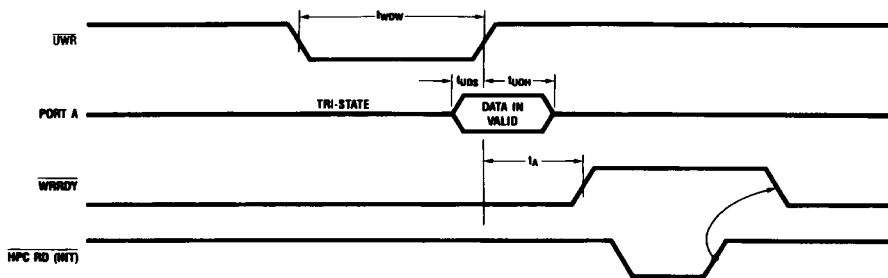 tWDW
UWR
tUDS
tUDH
TRI-STATE
DATA IN
VALID
PORT A
tA
WRRDY
HPC RD (INT)